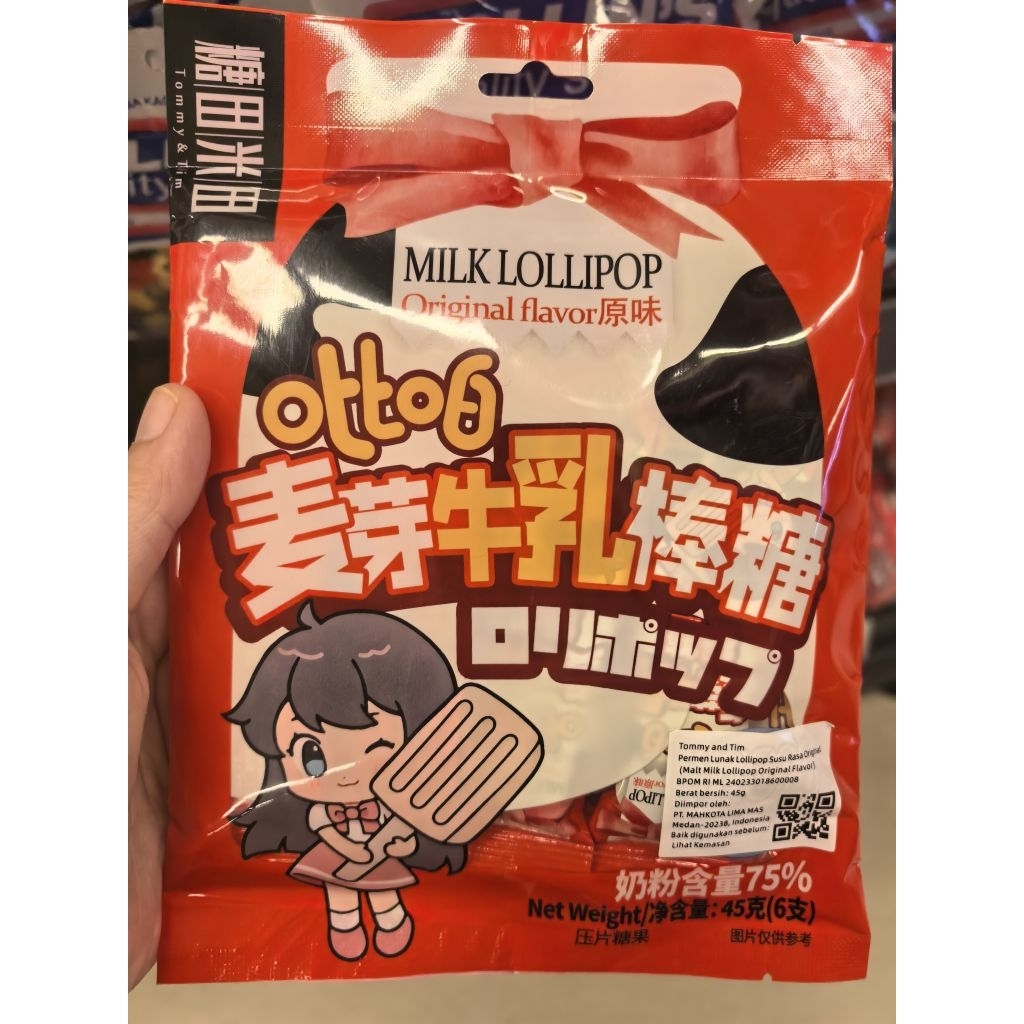 糖田米田
Tommy & Tim
MILK LOLLIPOP
Original flavor原味
吡咱
麦芽牛乳棒糖
ロリポップ
Tommy and Tim
Permen Lunak Lollipop Susu Rasa Original
(Malt Milk Lollipop Original Flavor)
BPOM RI ML 240233018600008
Berat bersih: 45g
Diimpor oleh:
PT. MAHKOTA LIMA MAS
Medan-20238, Indonesia
Baik digunakan sebelum:
Lihat Kemasan
奶粉含量75%
Net Weight/净含量:45克(6支)
压片糖果
图片仅供参考